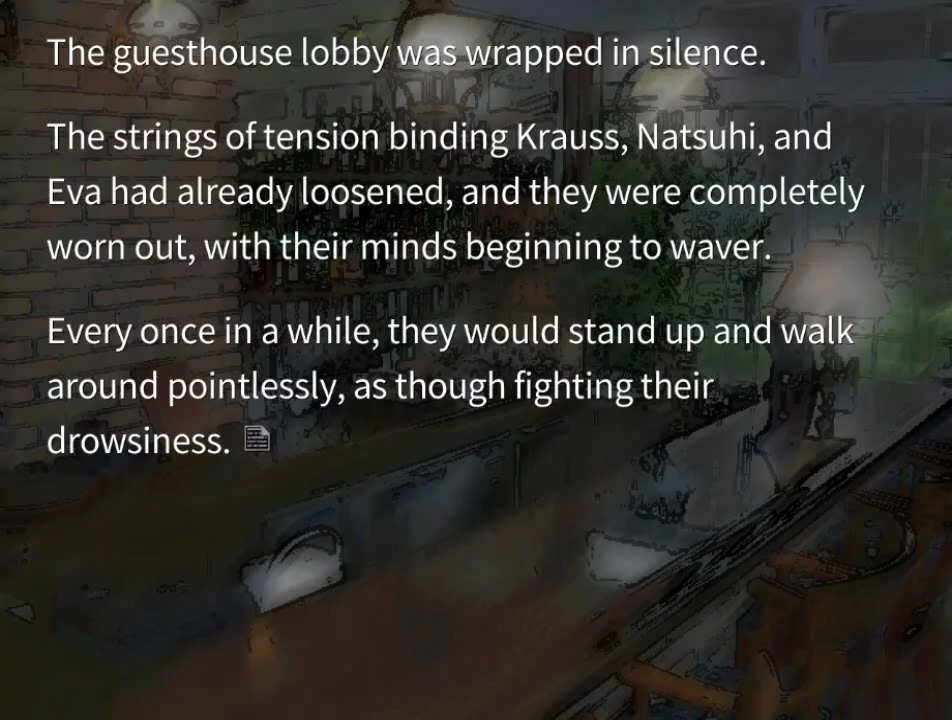 The guesthouse lobby was wrapped in silence.
The strings of tension binding Krauss, Natsuhi, and
Eva had already loosened, and they were completely
worn out, with their minds beginning to waver.
Every once in a while, they would stand up and walk
around pointlessly, as though fighting their
drowsiness.